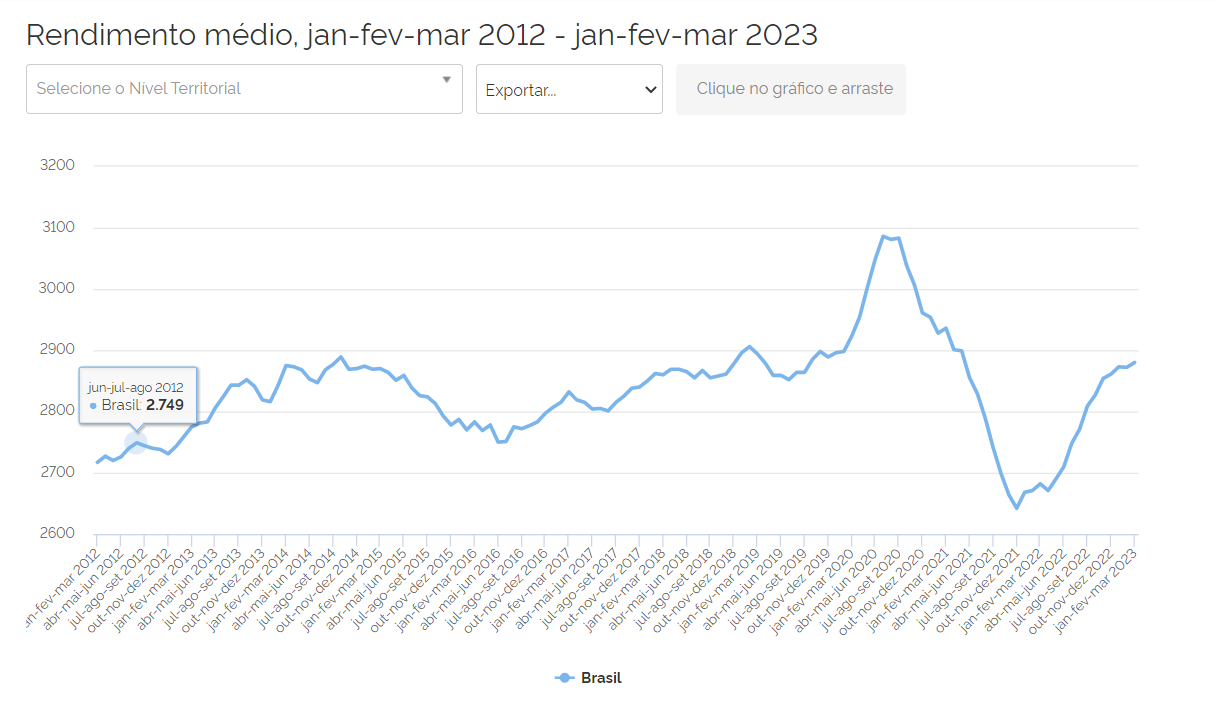 Rendimento médio, jan-fev-mar 2012 - jan-fev-mar 2023
Selecione o Nível Territorial
Exportar...
Clique no gráfico e arraste
3200
3100
3000
2900
2800
2700
2600
jun-jul-ago 2012
Brasil: 2.749
jan-fev-mar 2012
abr-mai-jun 2012
jul-ago-set 2012
out-nov-dez 2012
jan-fev-mar 2013
abr-mai-jun 2013
jul-ago-set 2013
out-nov-dez 2013
jan-fev-mar 2014
abr-mai-jun 2014
jul-ago-set 2014
out-nov-dez 2014
jan-fev-mar 2015
abr-mai-jun 2015
jul-ago-set 2015
out-nov-dez 2015
jan-fev-mar 2016
abr-mai-jun 2016
jul-ago-set 2016
out-nov-dez 2016
jan-fev-mar 2017
abr-mai-jun 2017
jul-ago-set 2017
out-nov-dez 2017
jan-fev-mar 2018
abr-mai-jun 2018
jul-ago-set 2018
out-nov-dez 2018
jan-fev-mar 2019
abr-mai-jun 2019
jul-ago-set 2019
out-nov-dez 2019
jan-fev-mar 2020
abr-mai-jun 2020
jul-ago-set 2020
out-nov-dez 2020
jan-fev-mar 2021
abr-mai-jun 2021
jul-ago-set 2021
out-nov-dez 2021
jan-fev-mar 2022
abr-mai-jun 2022
jul-ago-set 2022
out-nov-dez 2022
jan-fev-mar 2023
Brasil